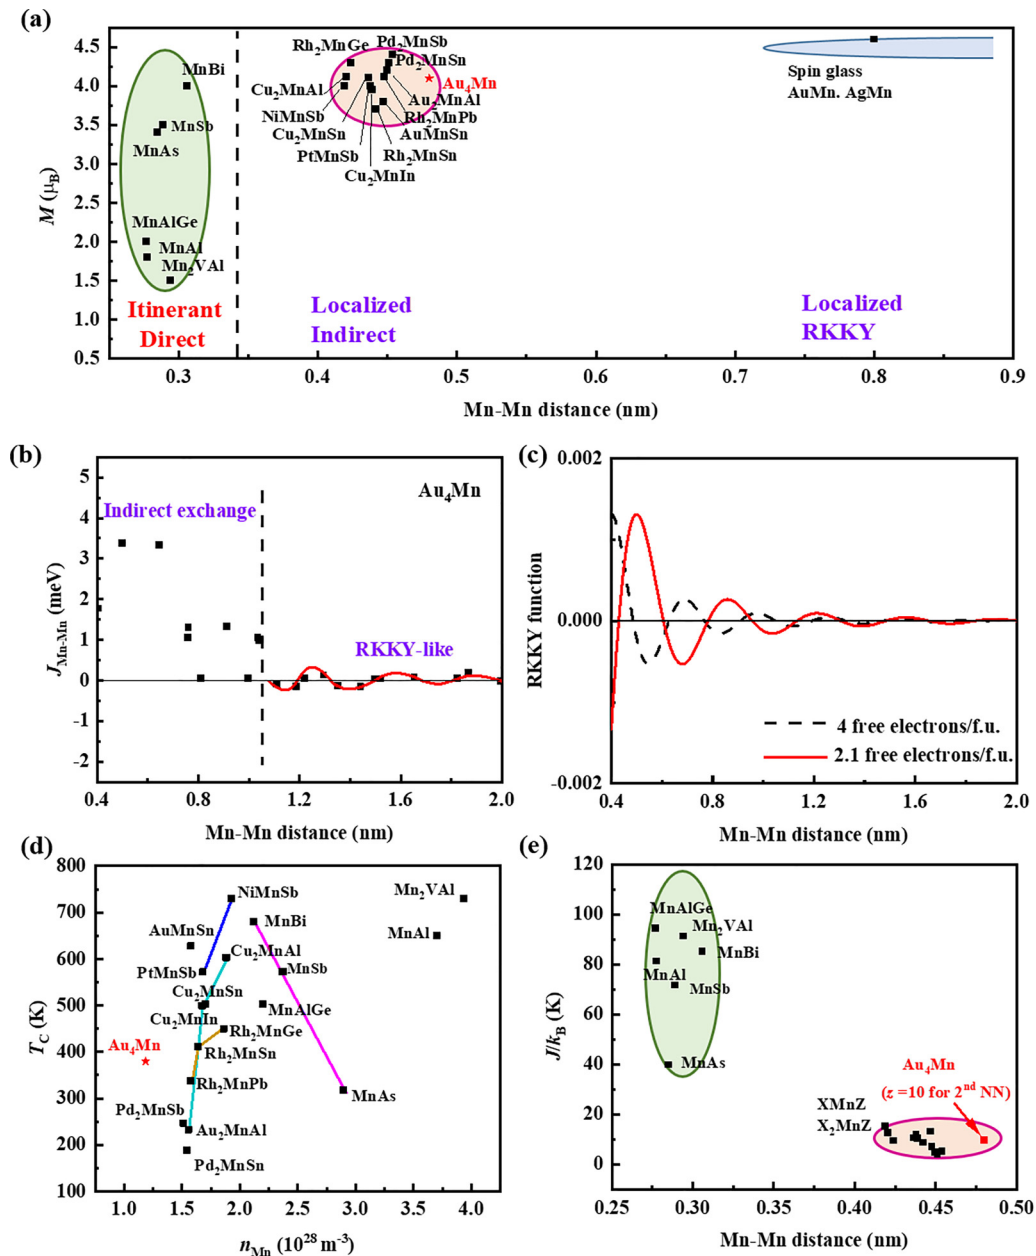 (a)
4.5
4.0
3.5
3.0
2.5
2.0
1.5
1.0
0.5
M (μB)
MnBi
MnSb
MnAs
MnAlGe
MnAl
Mn2VAl
Itinerant
Direct
Rh2MnGe
Pd2MnSb
Pd2MnSn
Cu2MnAl
Au4Mn
NiMnSb
Au2MnAl
Cu2MnSn
Rh2MnPb
PtMnSb
AuMnSn
Cu2MnIn
Rh2MnSn
Localized
Indirect
Spin glass
AuMn. AgMn
Localized
RKKY
0.3 0.4 0.5 0.6 0.7 0.8 0.9
Mn-Mn distance (nm)
(b)
5
4
3
2
1
0
-1
-2
JMn-Mn (meV)
Au4Mn
Indirect exchange
RKKY-like
0.4 0.8 1.2 1.6 2.0
Mn-Mn distance (nm)
(c)
0.002
0.000
-0.002
RKKY function
4 free electrons/f.u.
2.1 free electrons/f.u.
0.4 0.8 1.2 1.6 2.0
Mn-Mn distance (nm)
(d)
800
700
600
500
400
300
200
100
TC (K)
NiMnSb
Mn2VAl
MnBi
AuMnSn
Cu2MnAl
MnAl
PtMnSb
MnSb
Cu2MnSn
MnAlGe
Cu2MnIn
Rh2MnGe
Au4Mn
Rh2MnSn
Rh2MnPb
MnAs
Pd2MnSb
Au2MnAl
Pd2MnSn
1.0 1.5 2.0 2.5 3.0 3.5 4.0
nMn (10²⁸ m⁻³)
(e)
120
100
80
60
40
20
0
J/kB (K)
MnAlGe
Mn2VAl
MnBi
MnAl
MnSb
MnAs
Au4Mn
(z =10 for 2nd NN)
XMnZ
X2MnZ
0.25 0.30 0.35 0.40 0.45 0.50
Mn-Mn distance (nm)